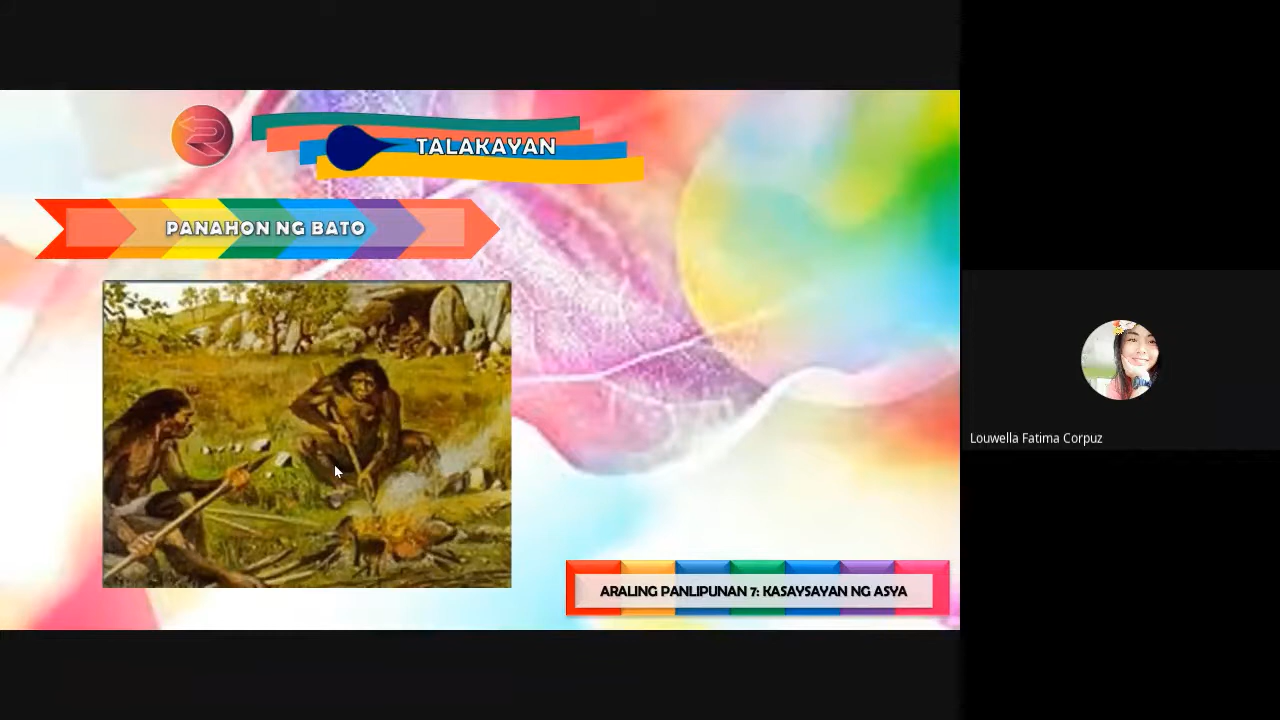 TALAKAYAN
PANAHON NG BATO
Louwella Fatima Corpuz
ARALING PANLIPUNAN 7: KASAYSAYAN NG ASYA